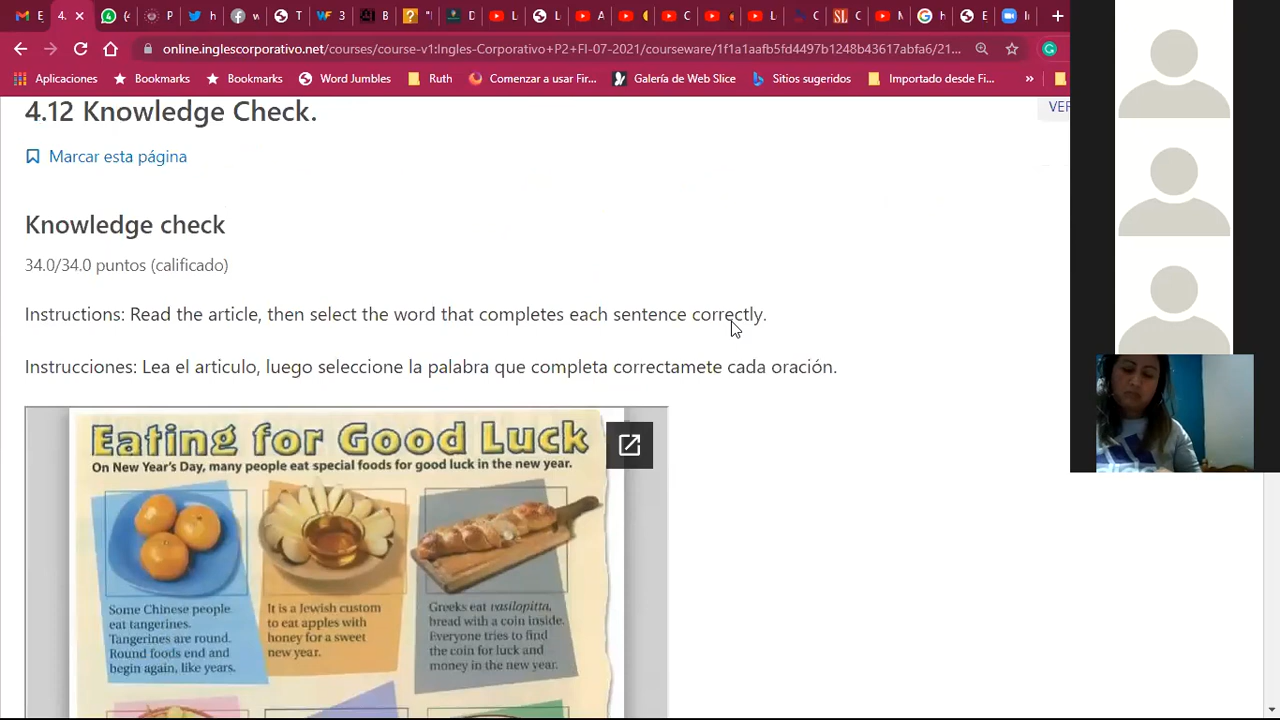 4.
P
h
w
T
WF 3
B
"
D
L
L
A
C
L
C
SL C
H
E
In
online.inglescorporativo.net/courses/course-v1:Ingles-Corporativo+P2+FI-07-2021/courseware/1f1a1aafb5fd4497b1248b43617abfa6/21...
Aplicaciones Bookmarks Bookmarks Word Jumbles Ruth Comenzar a usar Fir... Galería de Web Slice Sitios sugeridos Importado desde Fi... »
4.12 Knowledge Check.
VER
Marcar esta página
Knowledge check
34.0/34.0 puntos (calificado)
Instructions: Read the article, then select the word that completes each sentence correctly.
Instrucciones: Lea el articulo, luego seleccione la palabra que completa correctamete cada oración.
Eating for Good Luck
On New Year's Day, many people eat special foods for good luck in the new year.
Some Chinese people
eat tangerines.
Tangerines are round.
Round foods end and
begin again, like years.
It is a Jewish custom
to eat apples with
honey for a sweet
new year.
Greeks eat vasilopitta,
bread with a coin inside.
Everyone tries to find
the coin for luck and
money in the new year.